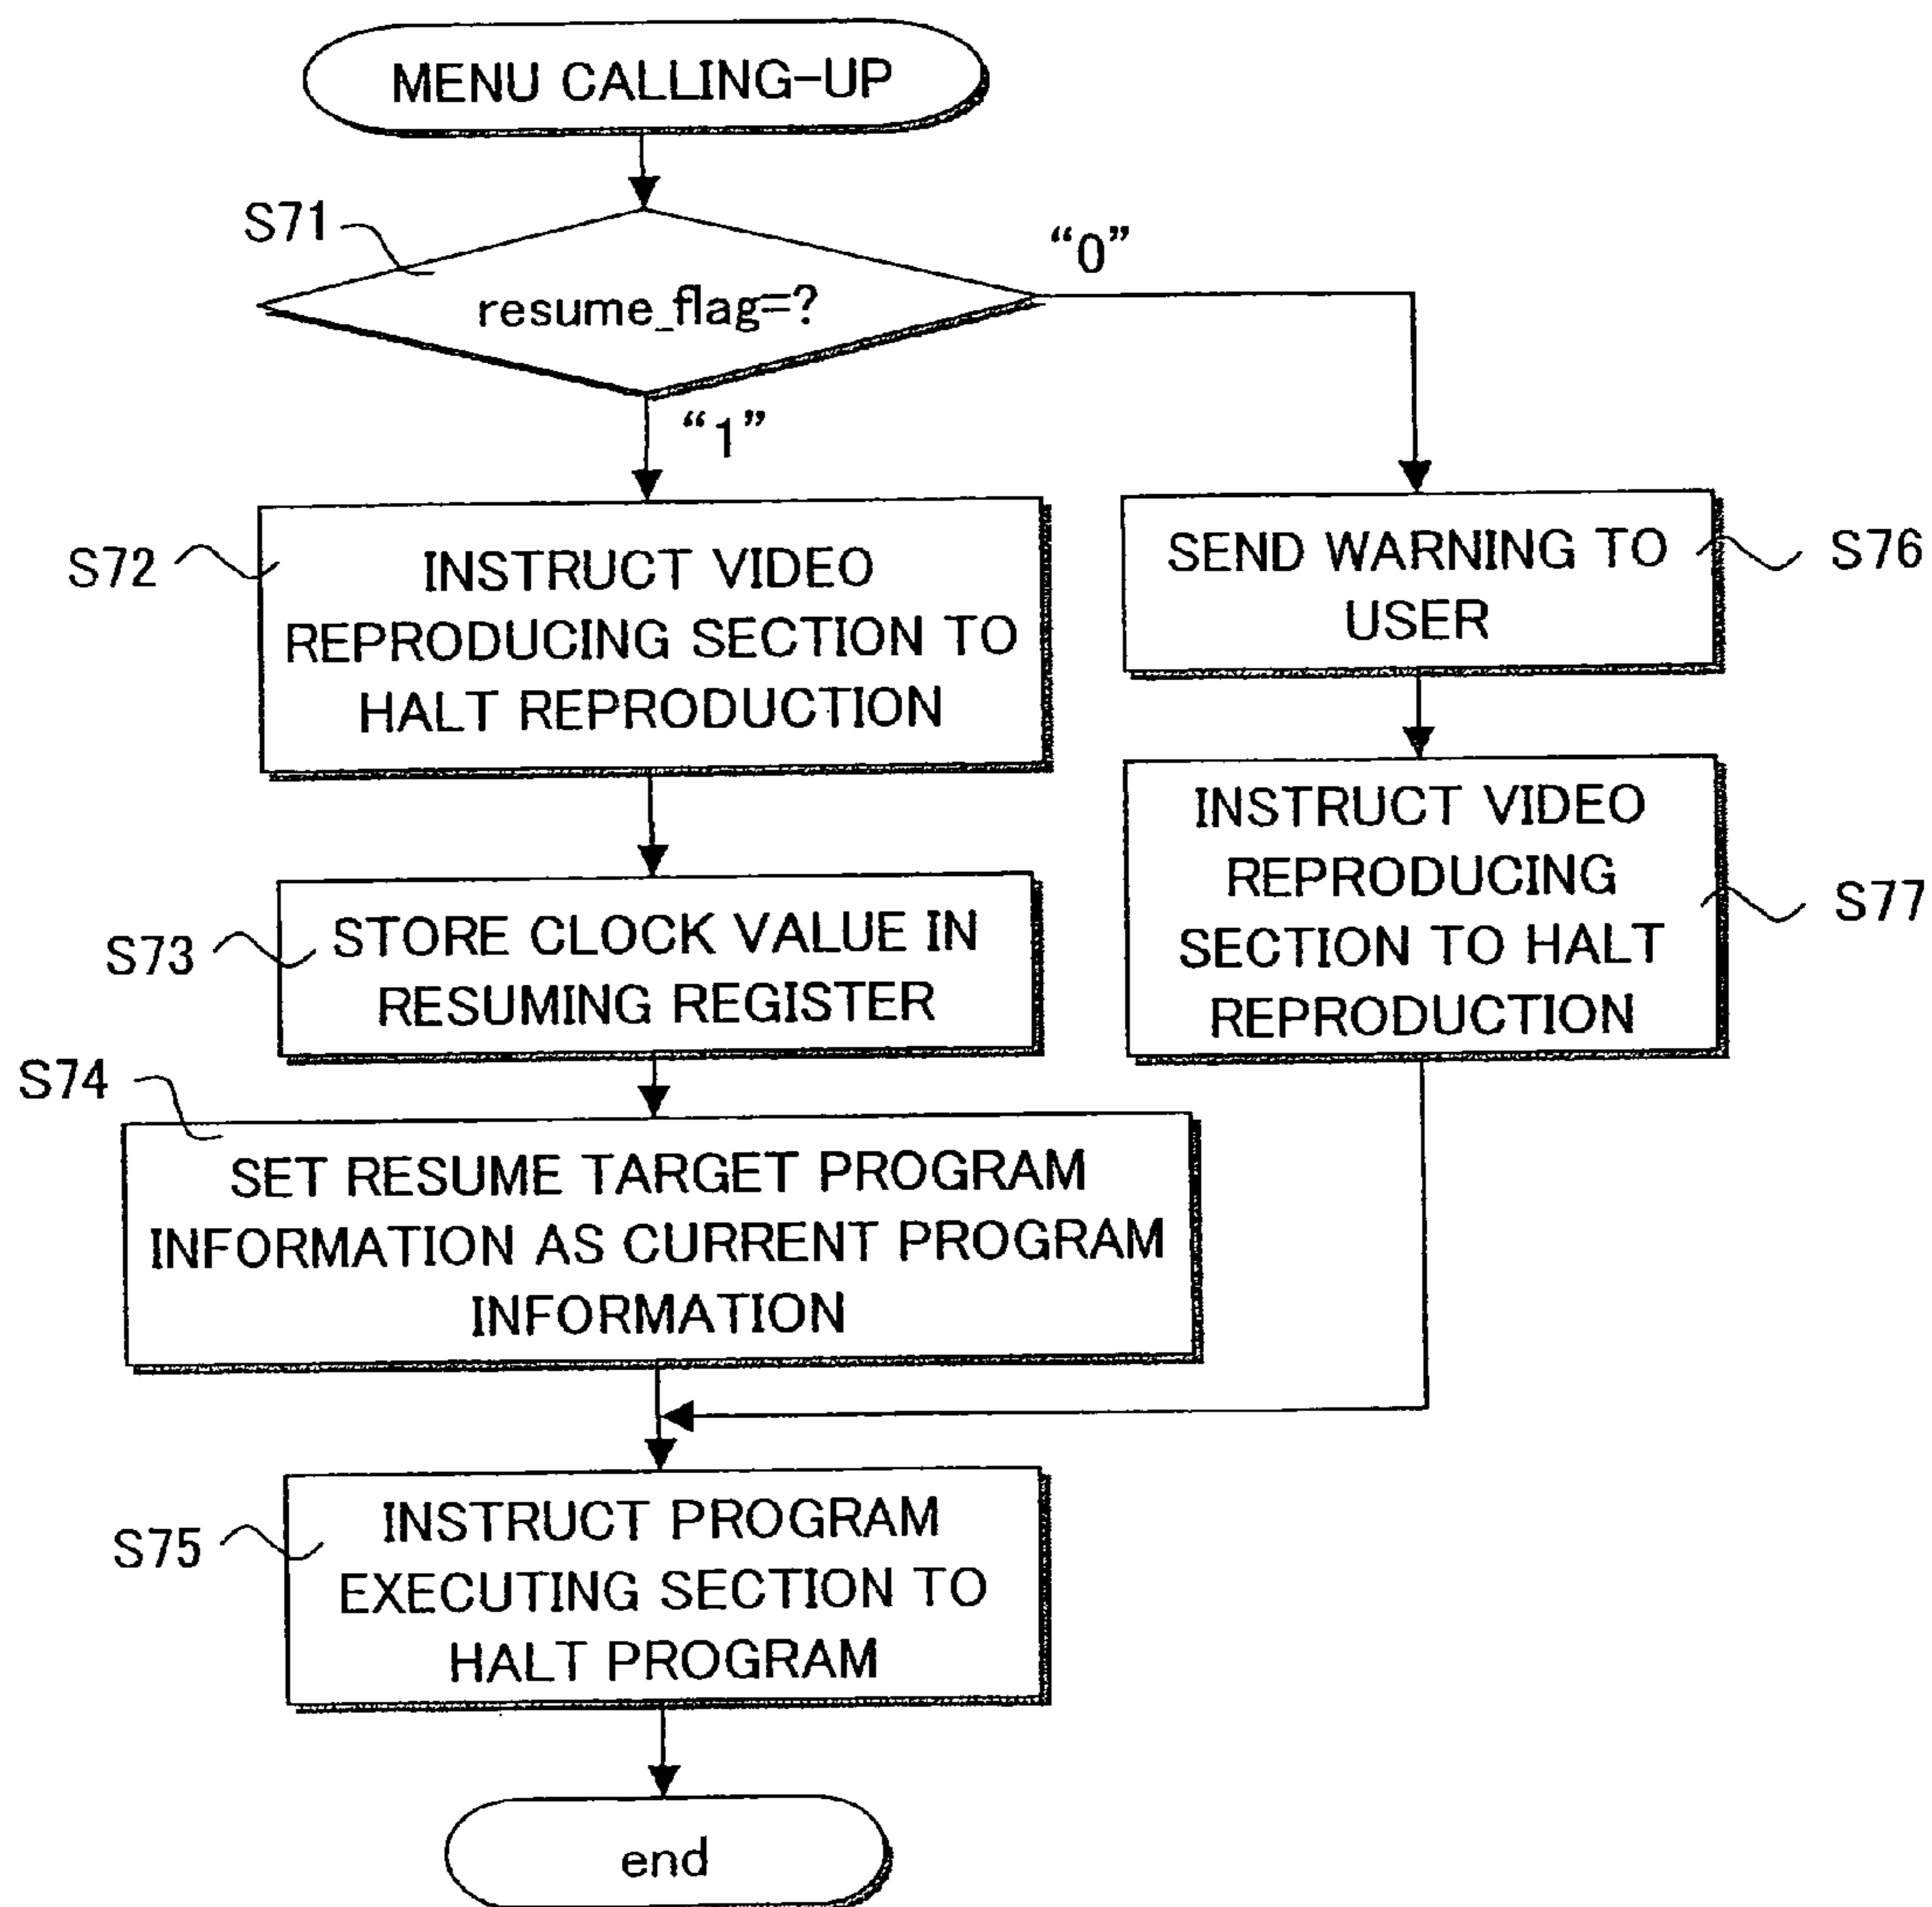 MENU CALLING-UP
S71
resume_flag=?
"0"
"1"
S72
INSTRUCT VIDEO
REPRODUCING SECTION TO
HALT REPRODUCTION
S73
STORE CLOCK VALUE IN
RESUMING REGISTER
S74
SET RESUME TARGET PROGRAM
INFORMATION AS CURRENT PROGRAM
INFORMATION
SEND WARNING TO
USER
S76
INSTRUCT VIDEO
REPRODUCING
SECTION TO HALT
REPRODUCTION
S77
S75
INSTRUCT PROGRAM
EXECUTING SECTION TO
HALT PROGRAM
end